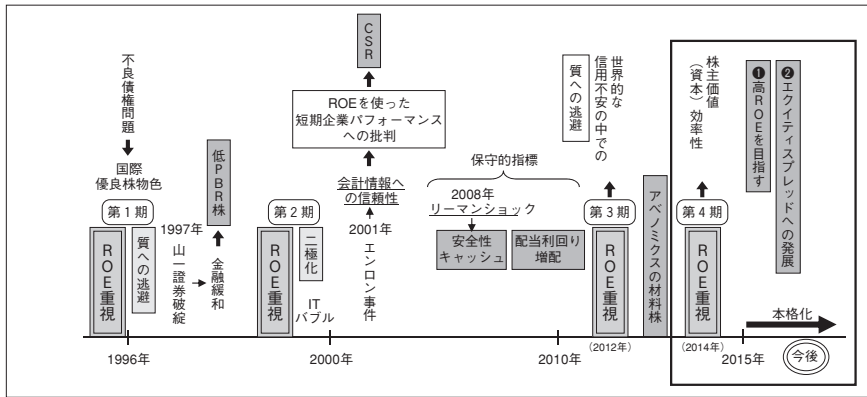 不良債権問題
国際
優良株物色
第1期
ROE重視
質への逃避
1997年
山一證券破綻
金融緩和
低PBR株
第2期
ROE重視
二極化
IT
バブル
CSR
ROEを使った
短期企業パフォーマンス
への批判
会計情報へ
の信頼性
2001年
エンロン事件
保守的指標
2008年
リーマンショック
安全性
キャッシュ
配当利回り
増配
世界的な
信用不安の中での
質への逃避
第3期
ROE重視
(2012年)
アベノミクスの材料株
株主価値
(資本)効率性
第4期
ROE重視
(2014年)
❶高ROEを目指す
❷エクイティスプレッドへの発展
本格化
今後
1996年
2000年
2010年
2015年